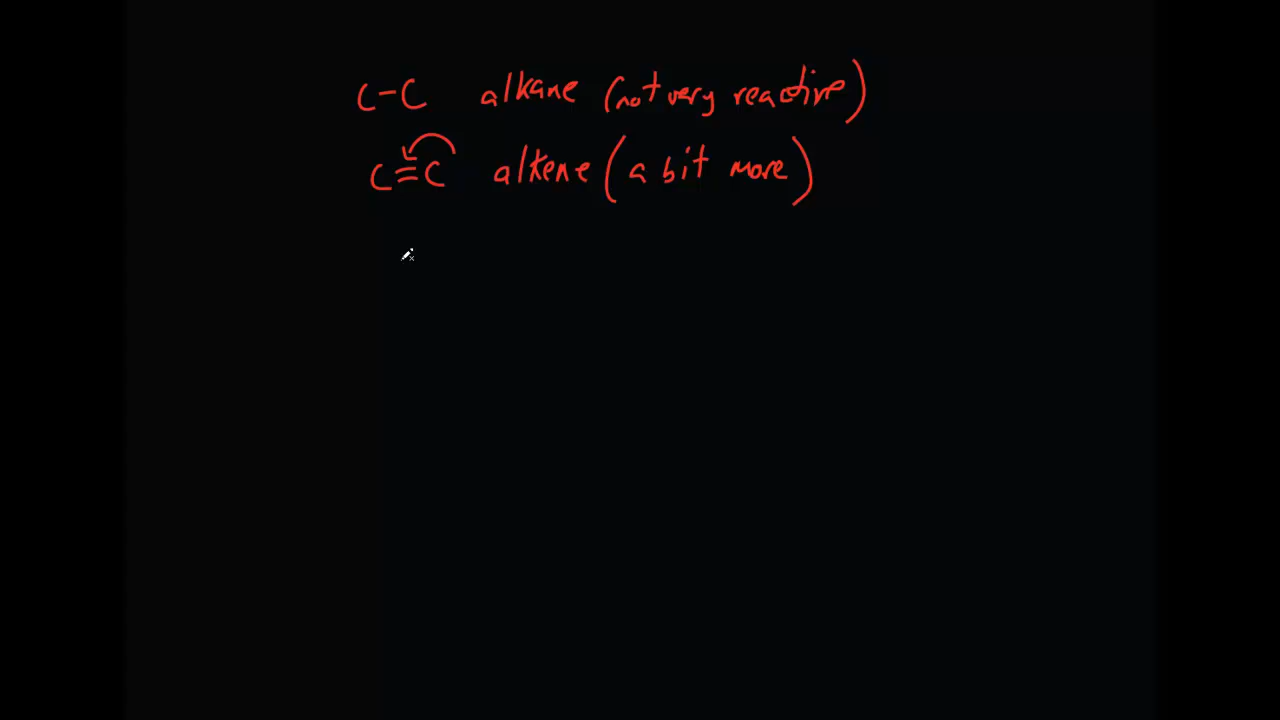 C-C alkane (not very reactive)
C=C alkene (a bit more)